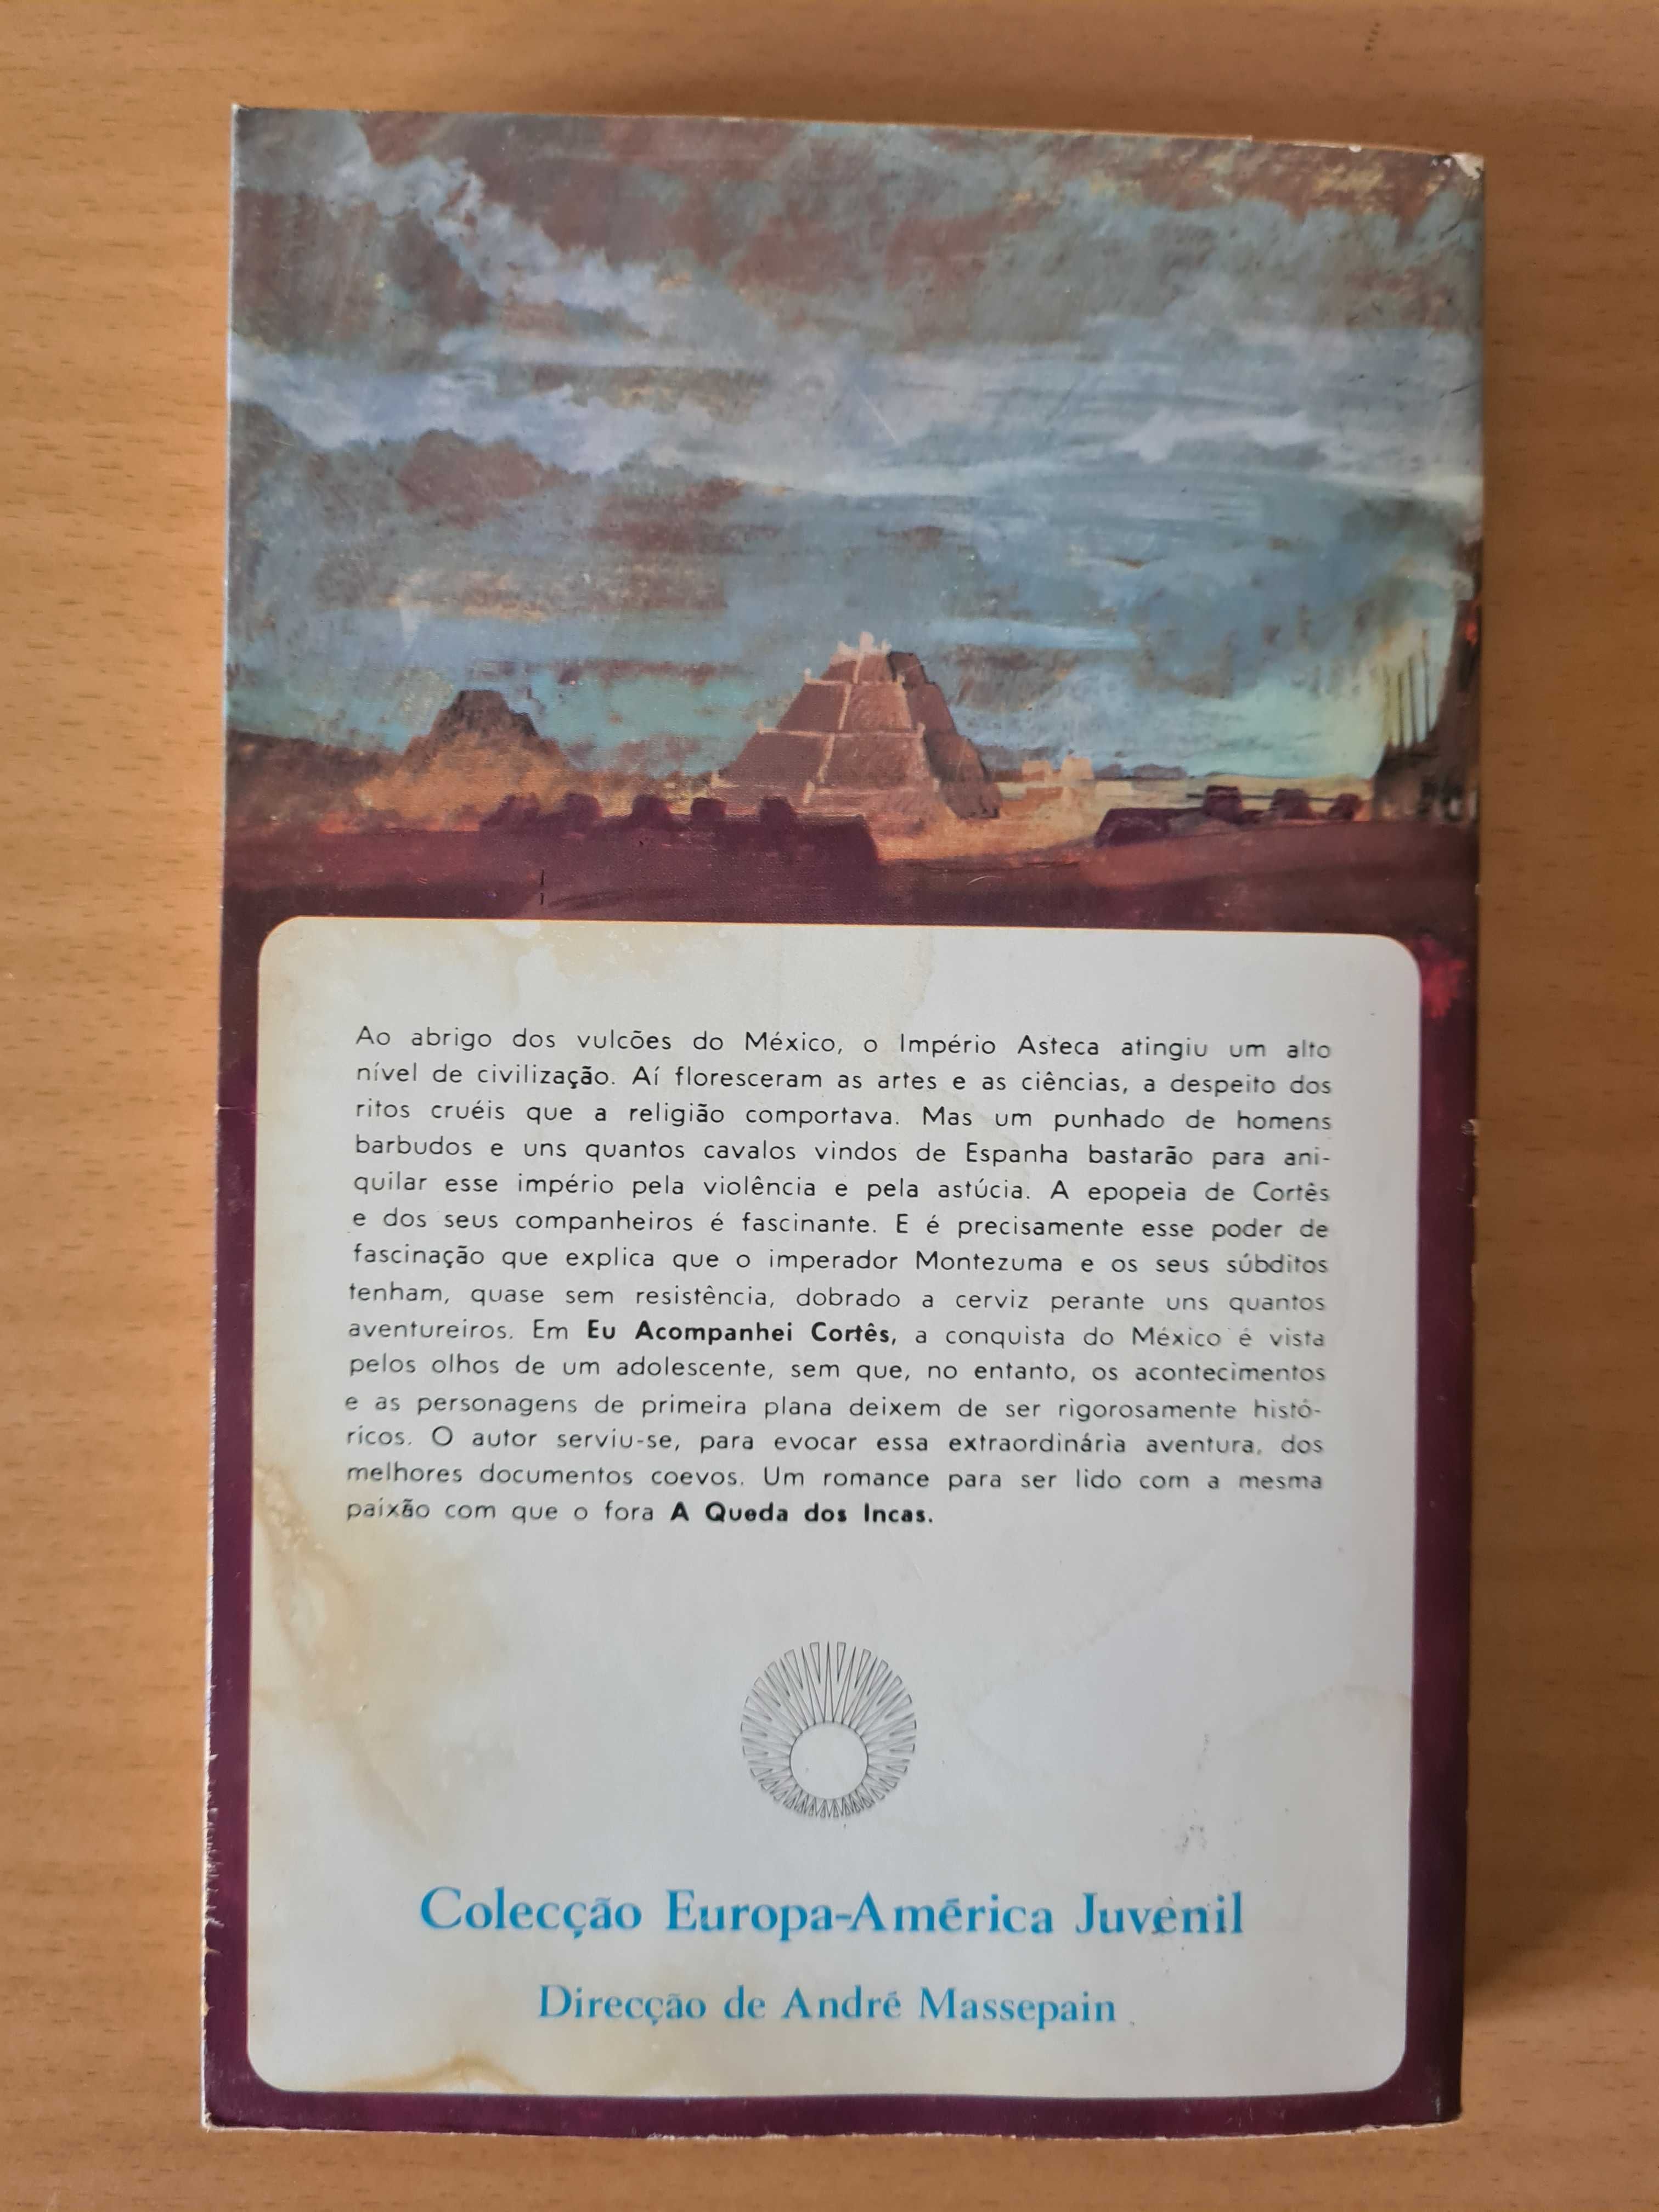 Ao abrigo dos vulcões do México, o Império Asteca atingiu um alto
nível de civilização. Aí floresceram as artes e as ciências, a despeito dos
ritos cruéis que a religião comportava. Mas um punhado de homens
barbudos e uns quantos cavalos vindos de Espanha bastarão para ani-
quilar esse império pela violência e pela astúcia. A epopeia de Cortês
e dos seus companheiros é fascinante. E é precisamente esse poder de
fascinação que explica que o imperador Montezuma e os seus súbditos
tenham, quase sem resistência, dobrado a cerviz perante uns quantos
aventureiros. Em Eu Acompanhei Cortês, a conquista do México é vista
pelos olhos de um adolescente, sem que, no entanto, os acontecimentos
e as personagens de primeira plana deixem de ser rigorosamente histó-
ricos. O autor serviu-se, para evocar essa extraordinária aventura, dos
melhores documentos coevos. Um romance para ser lido com a mesma
paixão com que o fora A Queda dos Incas.
Colecção Europa-América Juvenil
Direcção de André Massepain